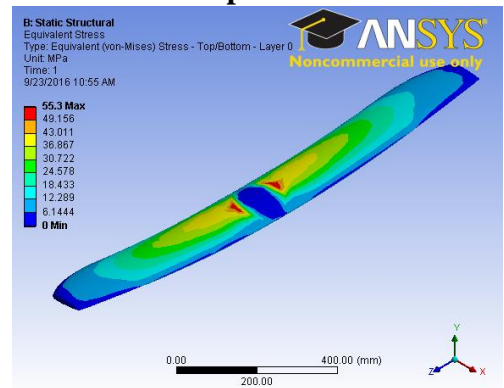 B: Static Structural
Equivalent Stress
Type: Equivalent (von-Mises) Stress - Top/Bottom - Layer 0
Unit: MPa
Time: 1
9/23/2016 10:55 AM
ANSYS
Noncommercial use only
55.3 Max
49.156
43.011
36.867
30.722
24.578
18.433
12.289
6.1444
0 Min
0.00
400.00 (mm)
200.00
Y
Z
X